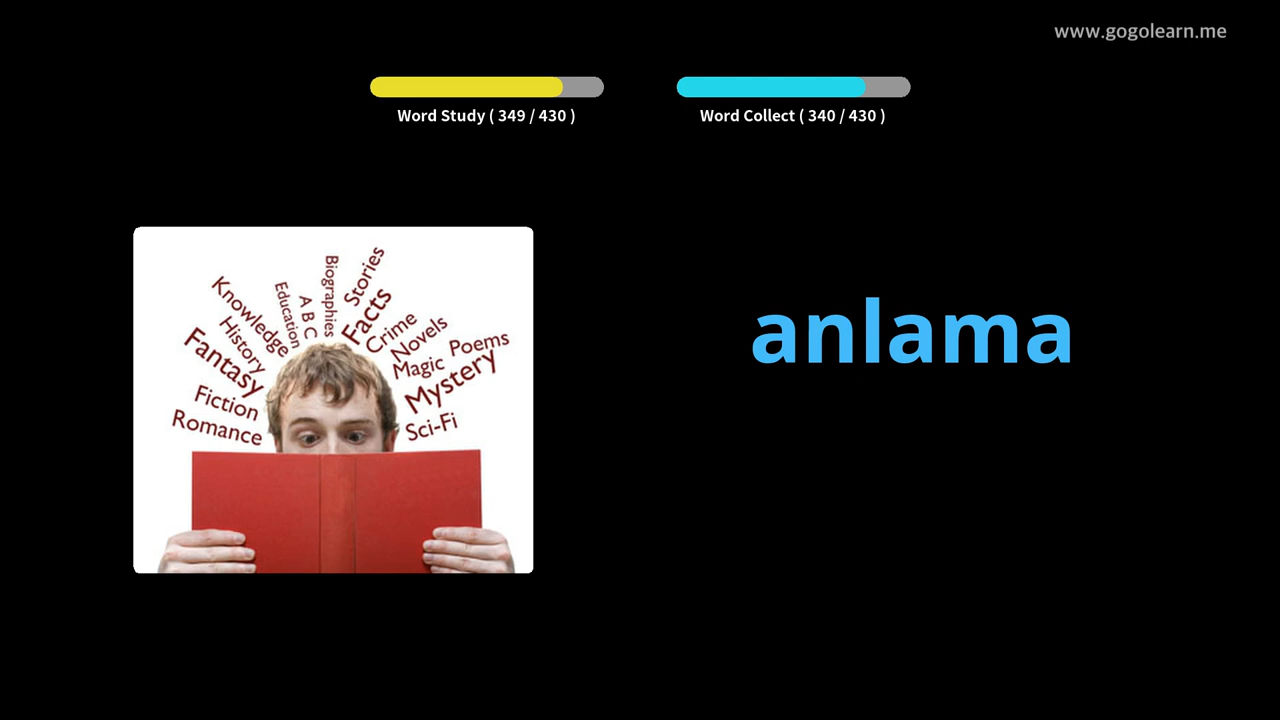 www.gogolearn.me
Word Study ( 349 / 430 )
Word Collect ( 340 / 430 )
Biographies
Stories
Education
A B C
Facts
Knowledge
Crime
History
Novels
Fantasy
Magic
Poems
Mystery
Fiction
Romance
Sci-Fi
anlama